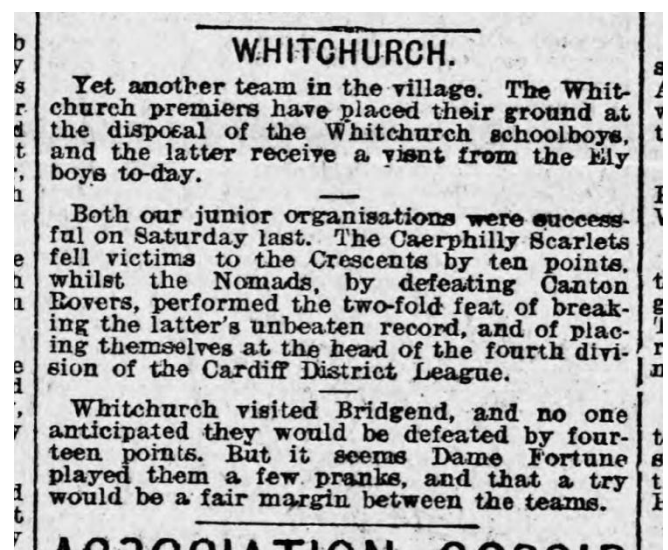 WHITCHURCH.
Yet another team in the village. The Whit-
church premiers have placed their ground at
the disposal of the Whitchurch schoolboys,
and the latter receive a visnt from the Ely
boys to-day.
Both our junior organisations were success-
ful on Saturday last. The Caerphilly Scarlets
fell victims to the Crescents by ten points,
whilst the Nomads, by defeating Canton
Rovers, performed the two-fold feat of break-
ing the latter's unbeaten record, and of plac-
ing themselves at the head of the fourth divi-
sion of the Cardiff District League.
Whitchurch visited Bridgend, and no one
anticipated they would be defeated by four-
teen points. But it seems Dame Fortune
played them a few pranks, and that a try
would be a fair margin between the teams.
ASSOCIATION GOSSIP